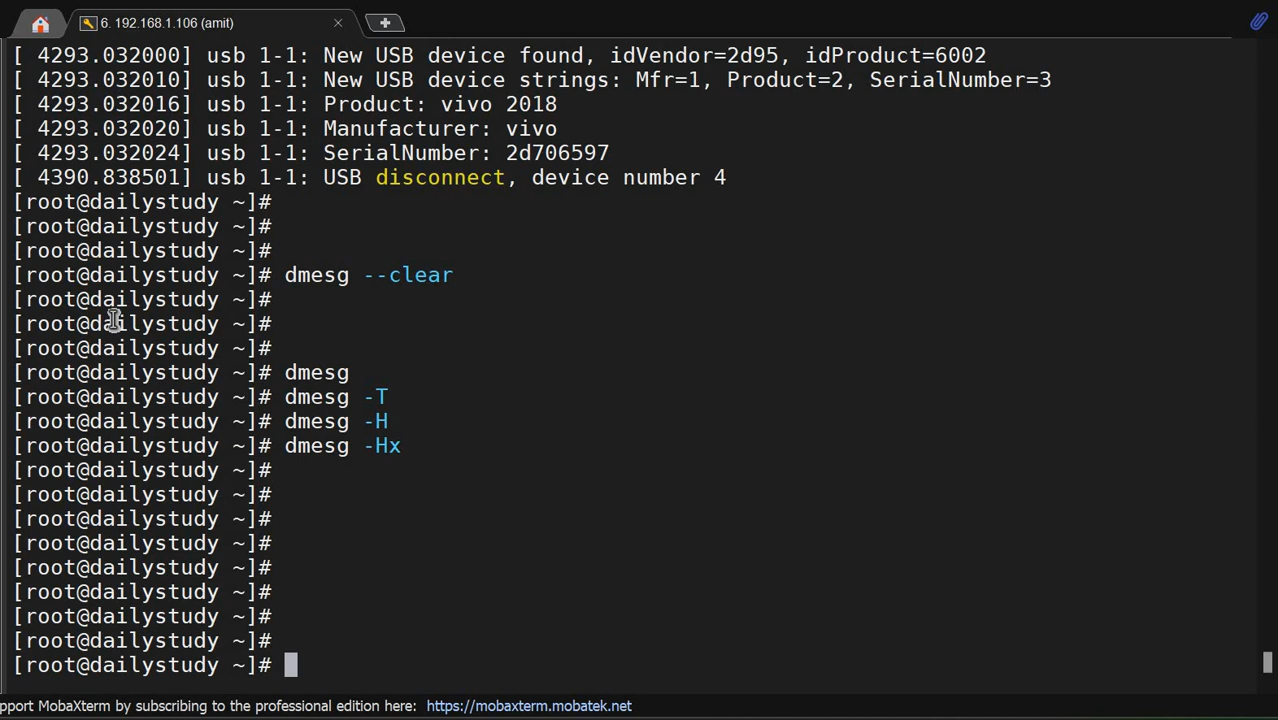 6. 192.168.1.106 (amit)
[ 4293.032000] usb 1-1: New USB device found, idVendor=2d95, idProduct=6002
[ 4293.032010] usb 1-1: New USB device strings: Mfr=1, Product=2, SerialNumber=3
[ 4293.032016] usb 1-1: Product: vivo 2018
[ 4293.032020] usb 1-1: Manufacturer: vivo
[ 4293.032024] usb 1-1: SerialNumber: 2d706597
[ 4390.838501] usb 1-1: USB disconnect, device number 4
[root@dailystudy ~]#
[root@dailystudy ~]#
[root@dailystudy ~]#
[root@dailystudy ~]# dmesg --clear
[root@dailystudy ~]#
[root@dailystudy ~]#
[root@dailystudy ~]#
[root@dailystudy ~]# dmesg
[root@dailystudy ~]# dmesg -T
[root@dailystudy ~]# dmesg -H
[root@dailystudy ~]# dmesg -Hx
[root@dailystudy ~]#
[root@dailystudy ~]#
[root@dailystudy ~]#
[root@dailystudy ~]#
[root@dailystudy ~]#
[root@dailystudy ~]#
[root@dailystudy ~]#
[root@dailystudy ~]#
[root@dailystudy ~]#
pport MobaXterm by subscribing to the professional edition here: https://mobaxterm.mobatek.net